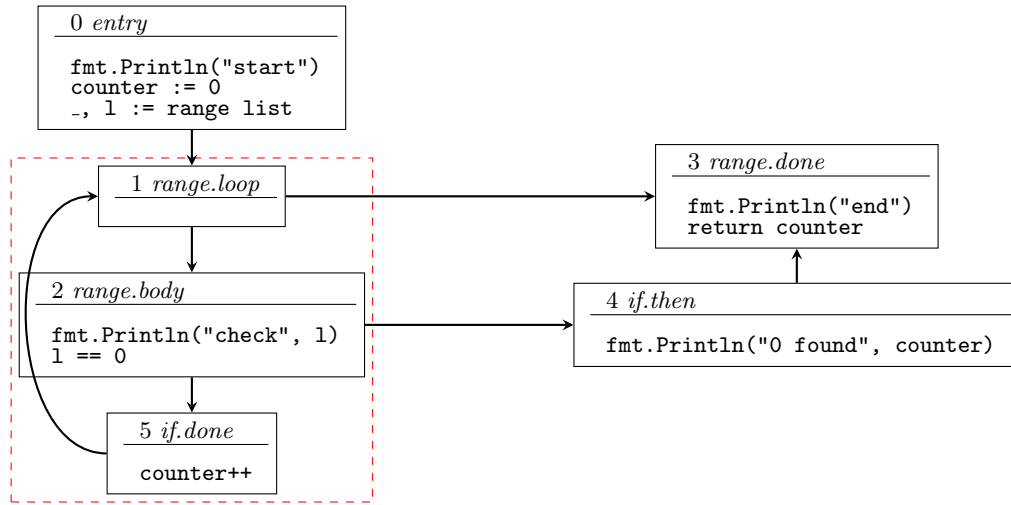 0 entry
fmt.Println("start")
counter := 0
_, l := range list
1 range.loop
3 range.done
fmt.Println("end")
return counter
2 range.body
fmt.Println("check", l)
l == 0
4 if.then
fmt.Println("0 found", counter)
5 if.done
counter++